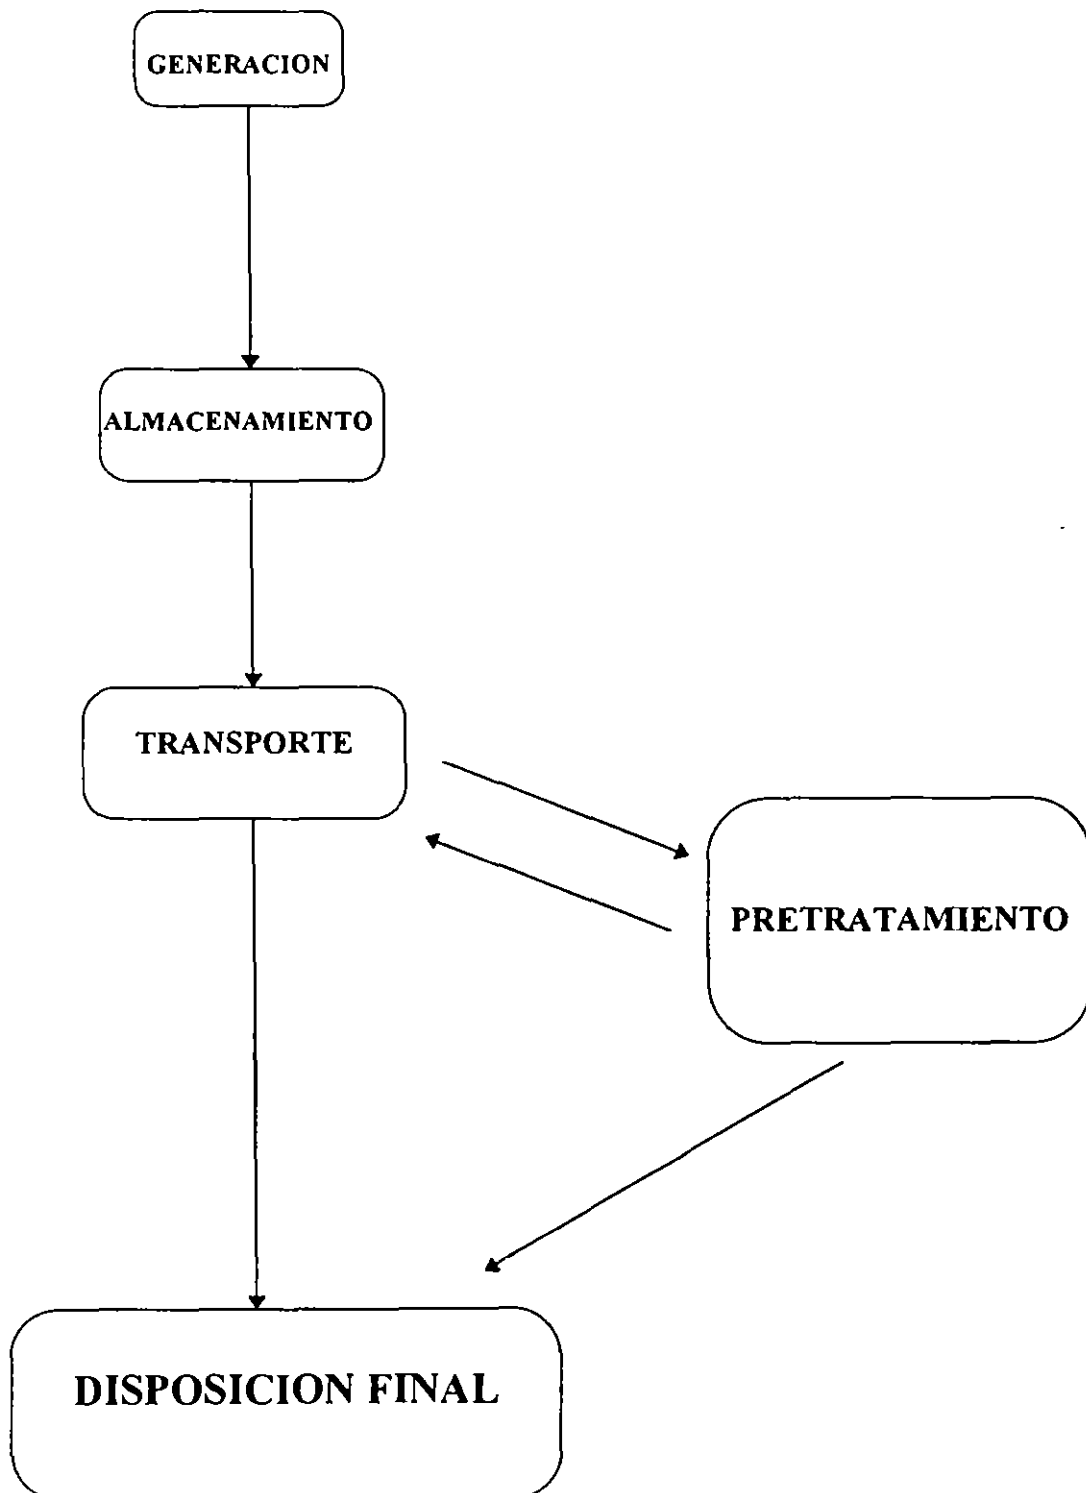 GENERACION
ALMACENAMIENTO
TRANSPORTE
PRETRATAMIENTO
DISPOSICION FINAL